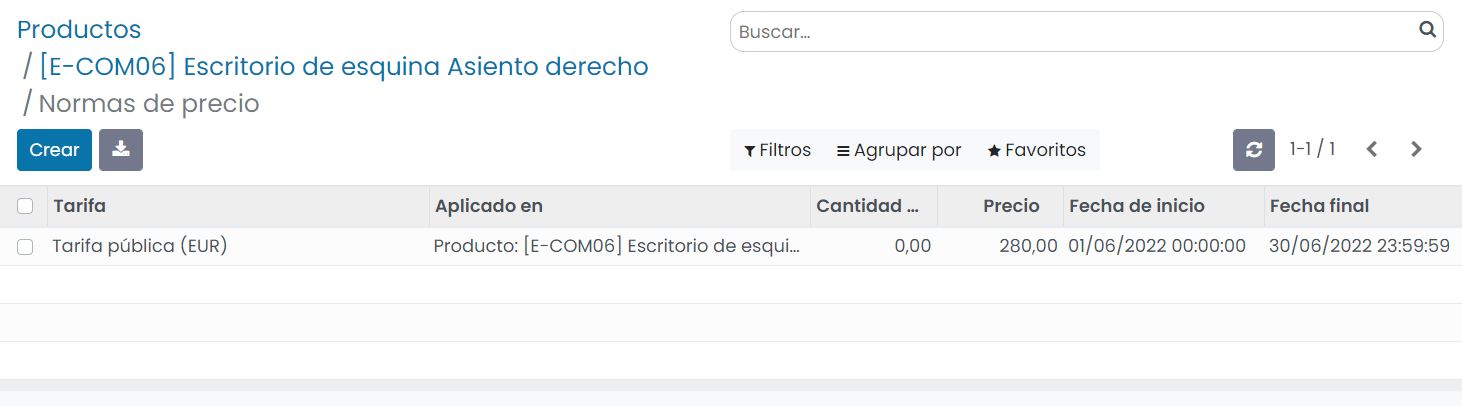 Productos
Buscar...
/ [E-COM06] Escritorio de esquina Asiento derecho
/ Normas de precio
Crear
Filtros Agrupar por Favoritos 1-1 / 1
Tarifa Aplicado en Cantidad ... Precio Fecha de inicio Fecha final
Tarifa pública (EUR) Producto: [E-COM06] Escritorio de esqui... 0,00 280,00 01/06/2022 00:00:00 30/06/2022 23:59:59